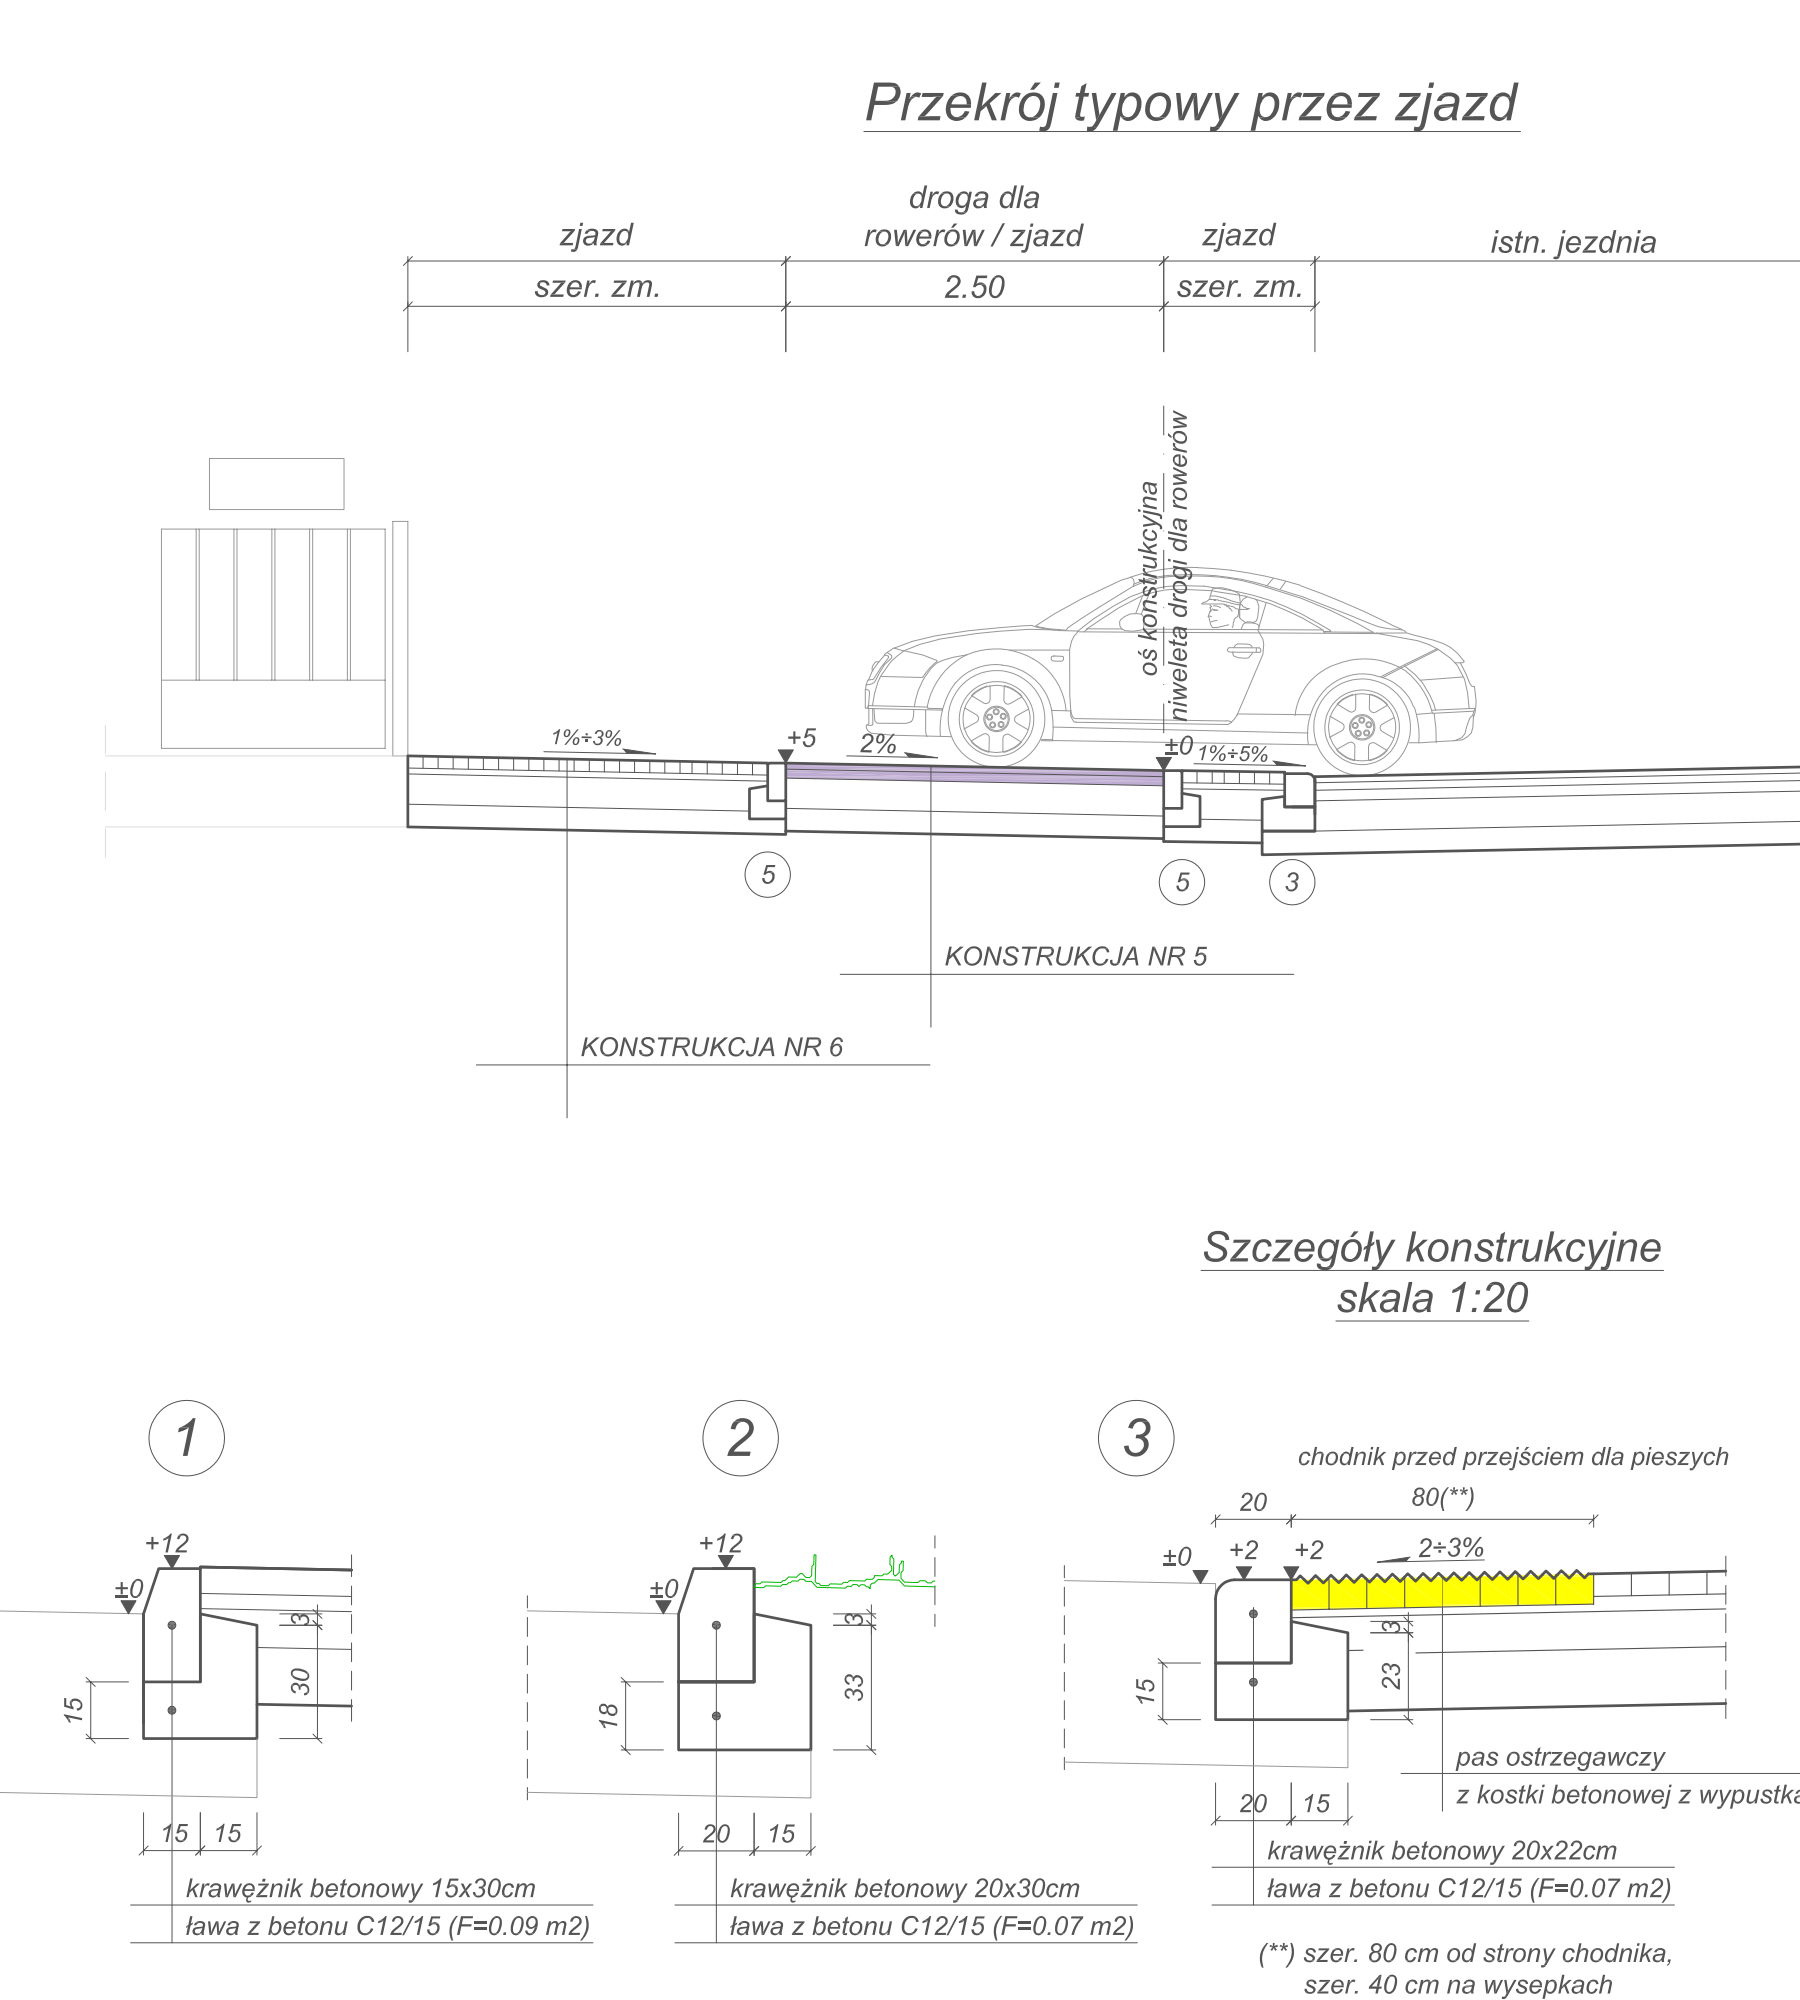 Przekrój typowy przez zjazd
droga dla
zjazd
rowerów / zjazd
zjazd
istn. jezdnia
szer. zm.
2.50
szer. zm.
oś konstrukcyjna
niweleta drogi dla rowerów
1%÷3%
+5
2%
±0
1%÷5%
5
5
3
KONSTRUKCJA NR 5
KONSTRUKCJA NR 6
Szczegóły konstrukcyjne
skala 1:20
1
+12
±0
3
30
15
15
15
krawężnik betonowy 15x30cm
ława z betonu C12/15 (F=0.09 m2)
2
+12
±0
3
33
18
20
15
krawężnik betonowy 20x30cm
ława z betonu C12/15 (F=0.07 m2)
3
chodnik przed przejściem dla pieszych
20
80(**)
±0
+2
+2
2÷3%
3
23
15
pas ostrzegawczy
z kostki betonowej z wypustka
20
15
krawężnik betonowy 20x22cm
ława z betonu C12/15 (F=0.07 m2)
(**) szer. 80 cm od strony chodnika,
szer. 40 cm na wysepkach